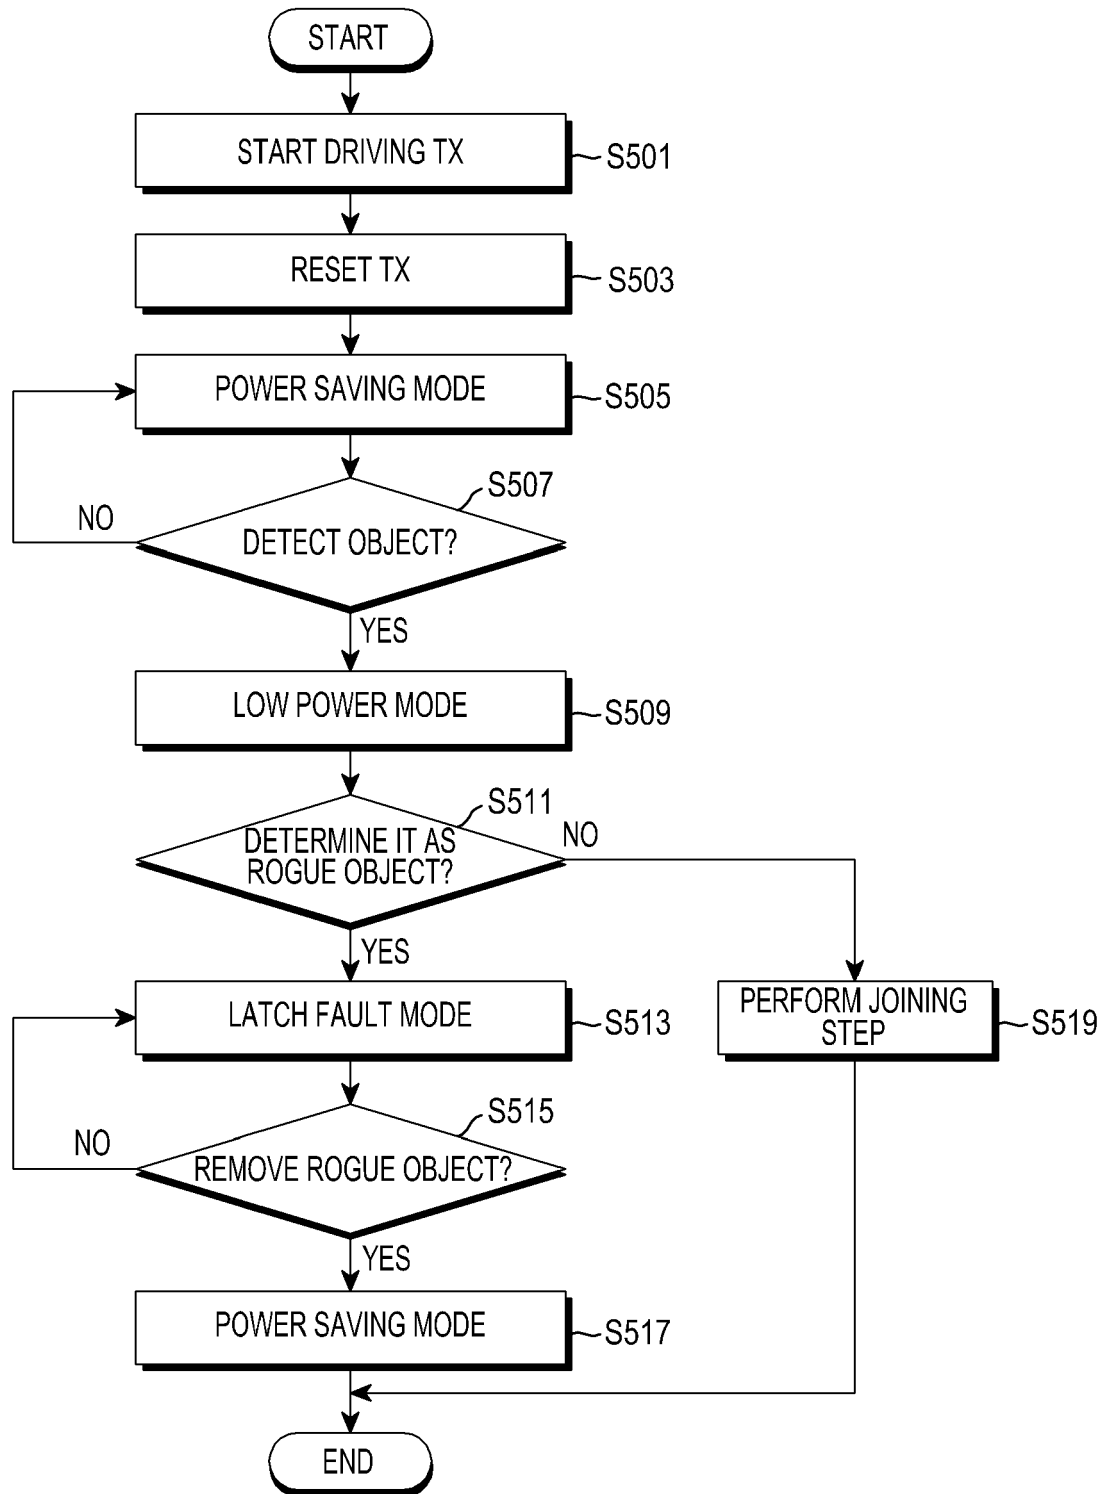 START
START DRIVING TX
S501
RESET TX
S503
POWER SAVING MODE
S505
S507
NO
DETECT OBJECT?
YES
LOW POWER MODE
S509
S511
DETERMINE IT AS
ROGUE OBJECT?
NO
YES
LATCH FAULT MODE
S513
PERFORM JOINING
STEP
S519
S515
NO
REMOVE ROGUE OBJECT?
YES
POWER SAVING MODE
S517
END